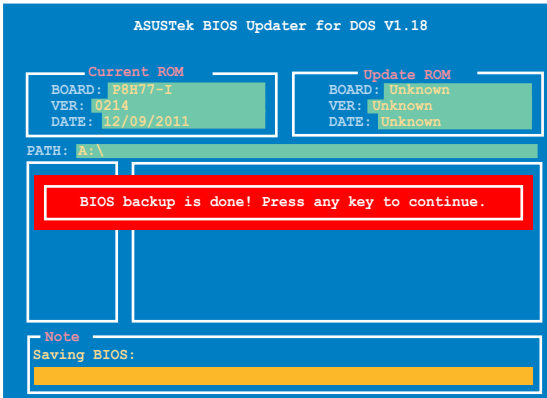 ASUSTek BIOS Updater for DOS V1.18
Current ROM
BOARD: P8H77-I
VER: 0214
DATE: 12/09/2011
Update ROM
BOARD: Unknown
VER: Unknown
DATE: Unknown
PATH: A:\
BIOS backup is done! Press any key to continue.
Note
Saving BIOS: